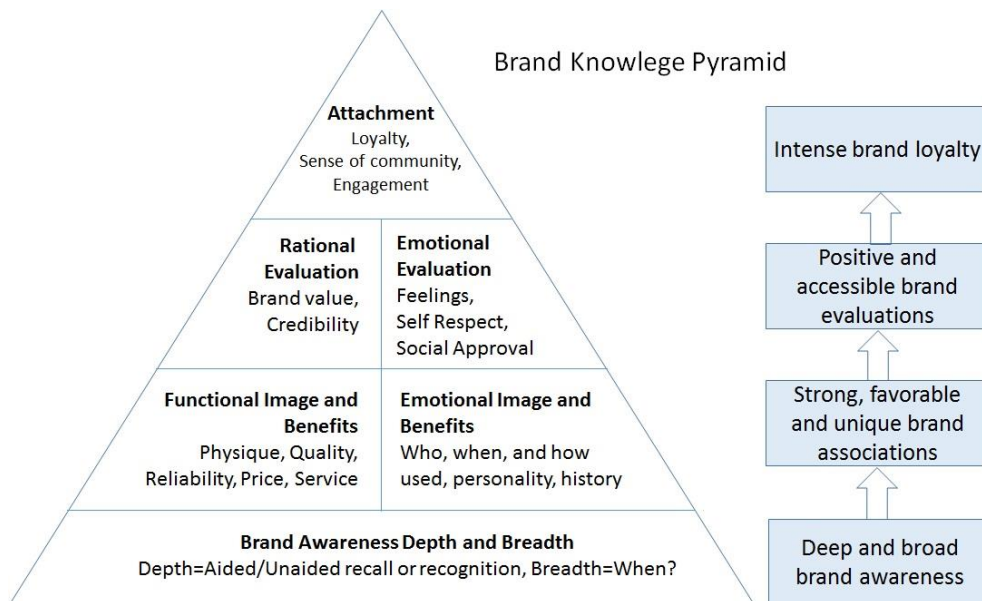 Brand Knowlege Pyramid
Attachment
Loyalty,
Sense of community,
Engagement
Rational
Evaluation
Brand value,
Credibility
Emotional
Evaluation
Feelings,
Self Respect,
Social Approval
Functional Image and
Benefits
Physique, Quality,
Reliability, Price, Service
Emotional Image and
Benefits
Who, when, and how
used, personality, history
Brand Awareness Depth and Breadth
Depth=Aided/Unaided recall or recognition, Breadth=When?
Intense brand loyalty
Positive and
accessible brand
evaluations
Strong, favorable
and unique brand
associations
Deep and broad
brand awareness